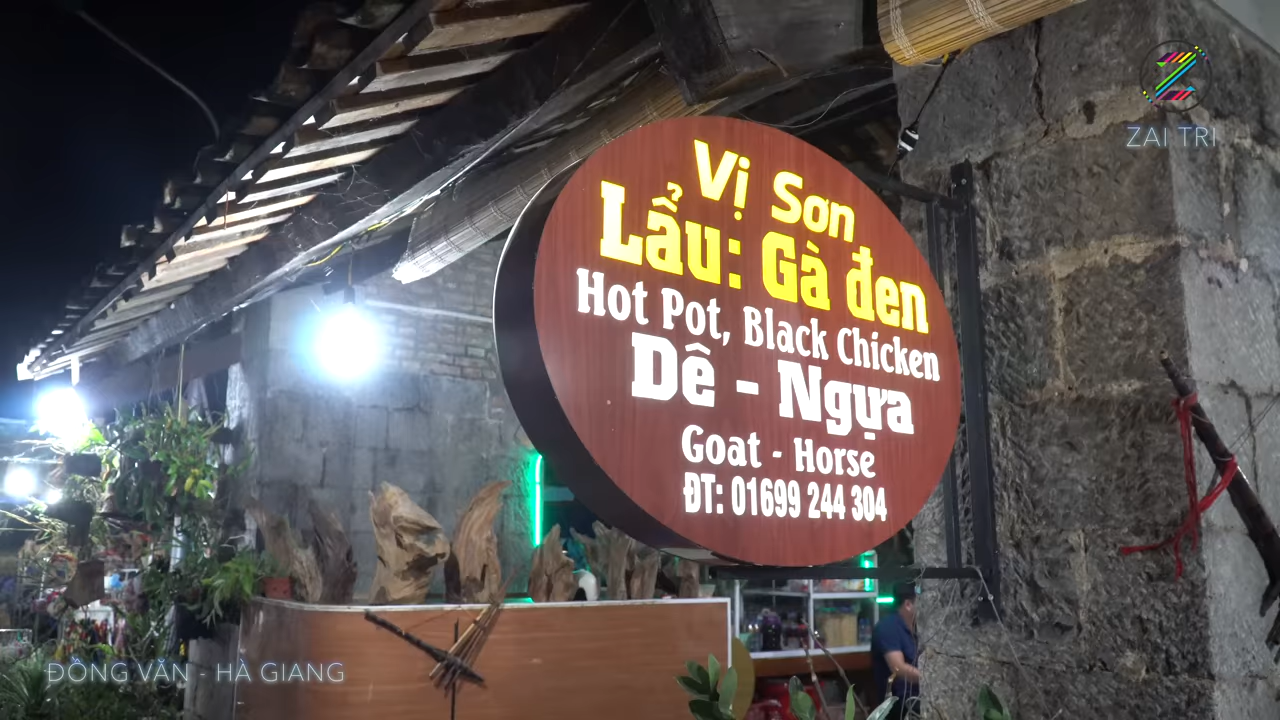 ZAI TRI
Vị Sơn
Lẩu: Gà đen
Hot Pot, Black Chicken
Dê - Ngựa
Goat - Horse
ĐT: 01699 244 304
ĐỒNG VĂN - HÀ GIANG